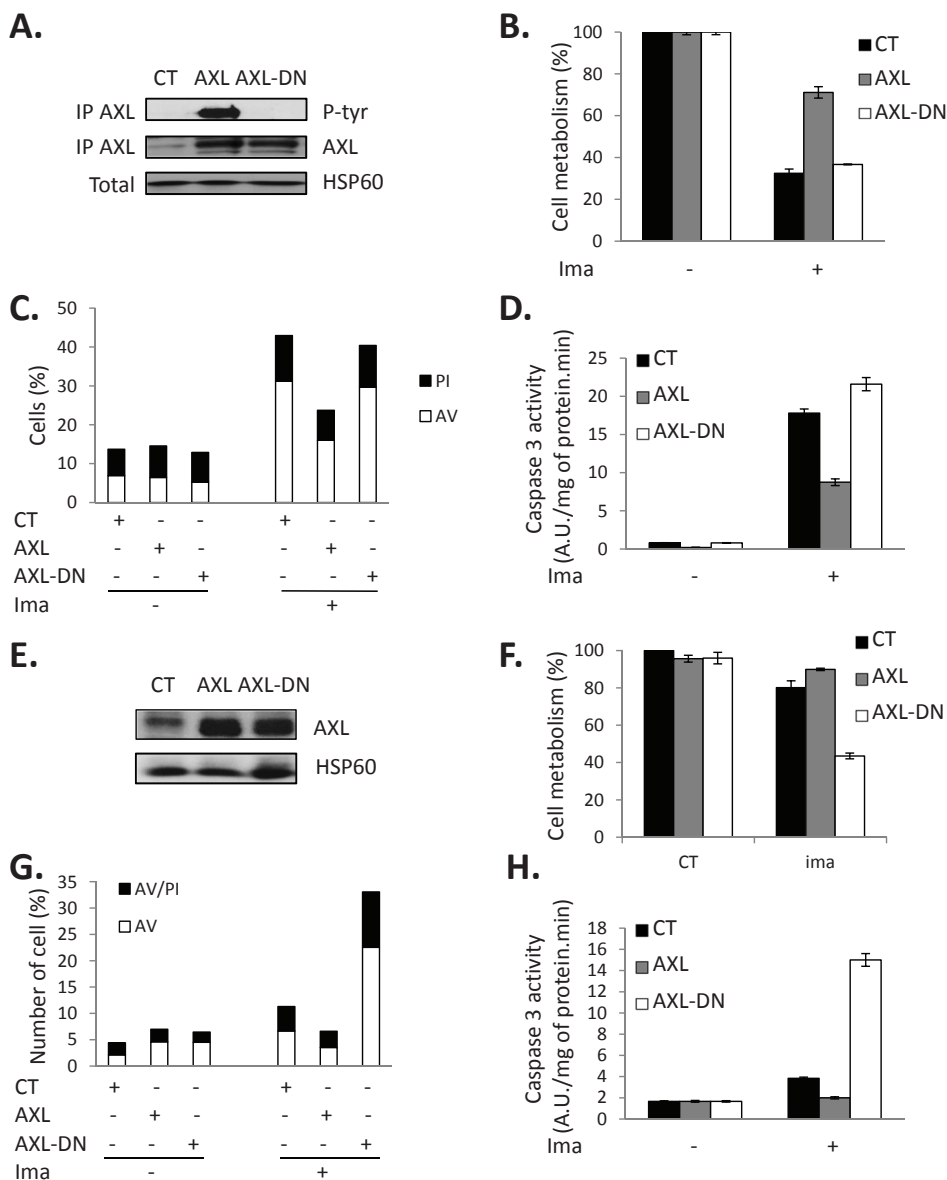 A.
CT AXL AXL-DN
IP AXL P-tyr
IP AXL AXL
Total HSP60
B.
Cell metabolism (%)
100
80
60
40
20
0
CT
AXL
AXL-DN
Ima - +
C.
Cells (%)
50
40
30
20
10
0
PI
AV
CT + - - + - -
AXL - + - - + -
AXL-DN - - + - - +
Ima - +
D.
Caspase 3 activity
(A.U./mg of protein.min)
25
20
15
10
5
0
CT
AXL
AXL-DN
Ima - +
E.
CT AXL AXL-DN
AXL
HSP60
F.
Cell metabolism (%)
100
80
60
40
20
0
CT
AXL
AXL-DN
CT ima
G.
Number of cell (%)
35
30
25
20
15
10
5
0
AV/PI
AV
CT + - - + - -
AXL - + - - + -
AXL-DN - - + - - +
Ima - +
H.
Caspase 3 activity
(A.U./mg of protein.min)
18
16
14
12
10
8
6
4
2
0
CT
AXL
AXL-DN
Ima - +